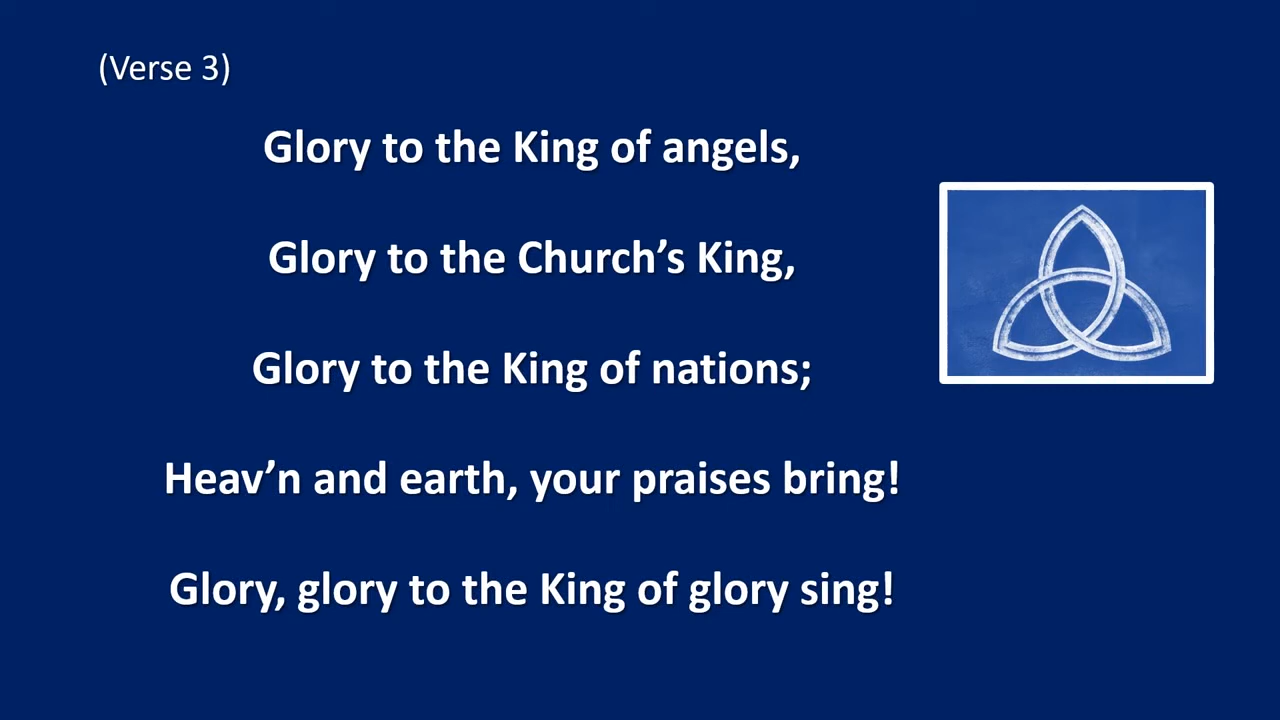 (Verse 3)
Glory to the King of angels,
Glory to the Church’s King,
Glory to the King of nations;
Heav’n and earth, your praises bring!
Glory, glory to the King of glory sing!